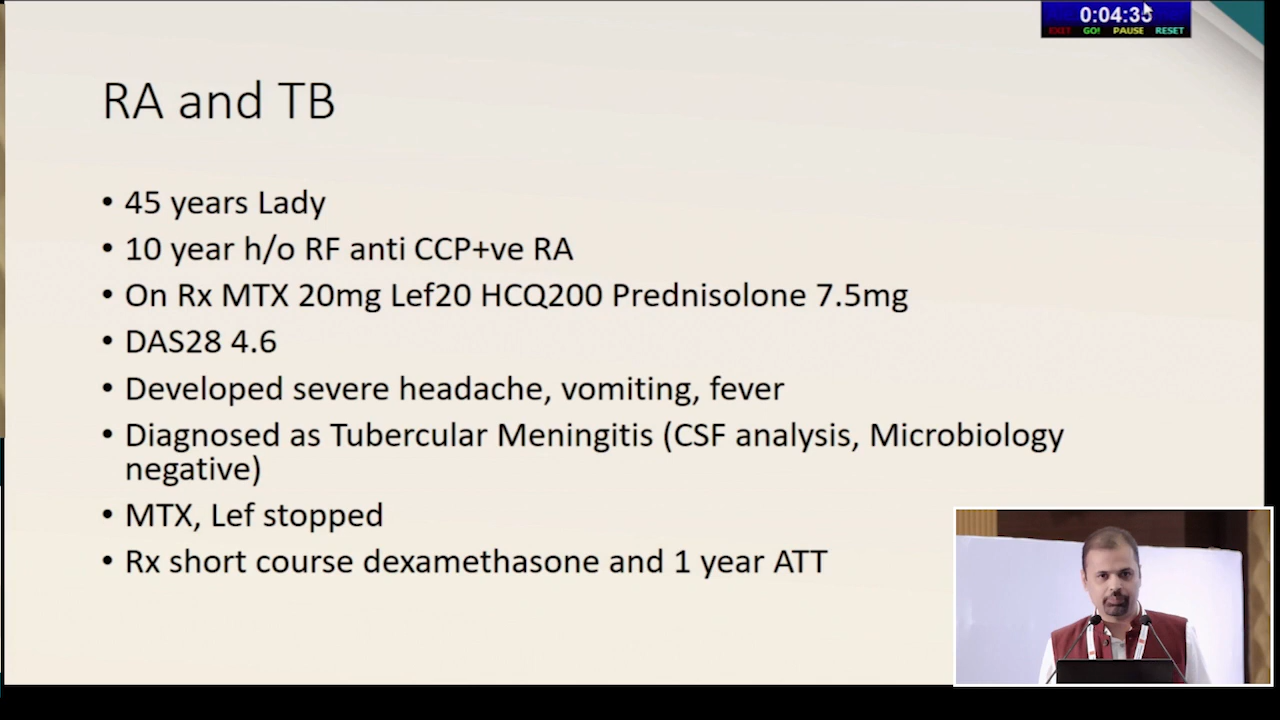 0:04:35
EXIT GO! PAUSE RESET
RA and TB
• 45 years Lady
• 10 year h/o RF anti CCP+ve RA
• On Rx MTX 20mg Lef20 HCQ200 Prednisolone 7.5mg
• DAS28 4.6
• Developed severe headache, vomiting, fever
• Diagnosed as Tubercular Meningitis (CSF analysis, Microbiology
negative)
• MTX, Lef stopped
• Rx short course dexamethasone and 1 year ATT